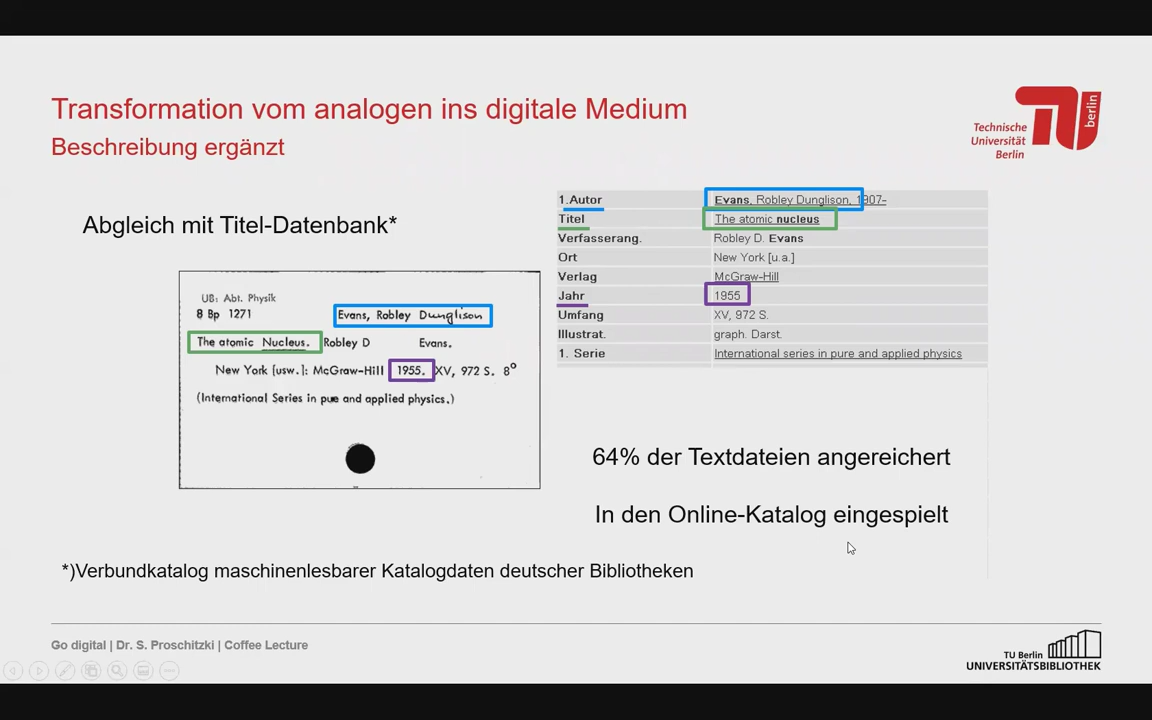 Transformation vom analogen ins digitale Medium
Beschreibung ergänzt
Technische
Universität
Berlin
berlin
Abgleich mit Titel-Datenbank*
UB: Abt. Physik
8 Bp 1271
Evans, Robley Dunglison
The atomic Nucleus. Robley D Evans.
New York [usw.]: McGraw-Hill 1955. XV, 972 S. 8°
(International Series in pue and applied physics.)
1.Autor Evans, Robley Dunglison, 1907-
Titel The atomic nucleus
Verfasserang. Robley D. Evans
Ort New York [u.a.]
Verlag McGraw-Hill
Jahr 1955
Umfang XV, 972 S.
Illustrat. graph. Darst.
1. Serie International series in pure and applied physics
64% der Textdateien angereichert
In den Online-Katalog eingespielt
*)Verbundkatalog maschinenlesbarer Katalogdaten deutscher Bibliotheken
Go digital | Dr. S. Proschitzki | Coffee Lecture
TU Berlin
UNIVERSITÄTSBIBLIOTHEK